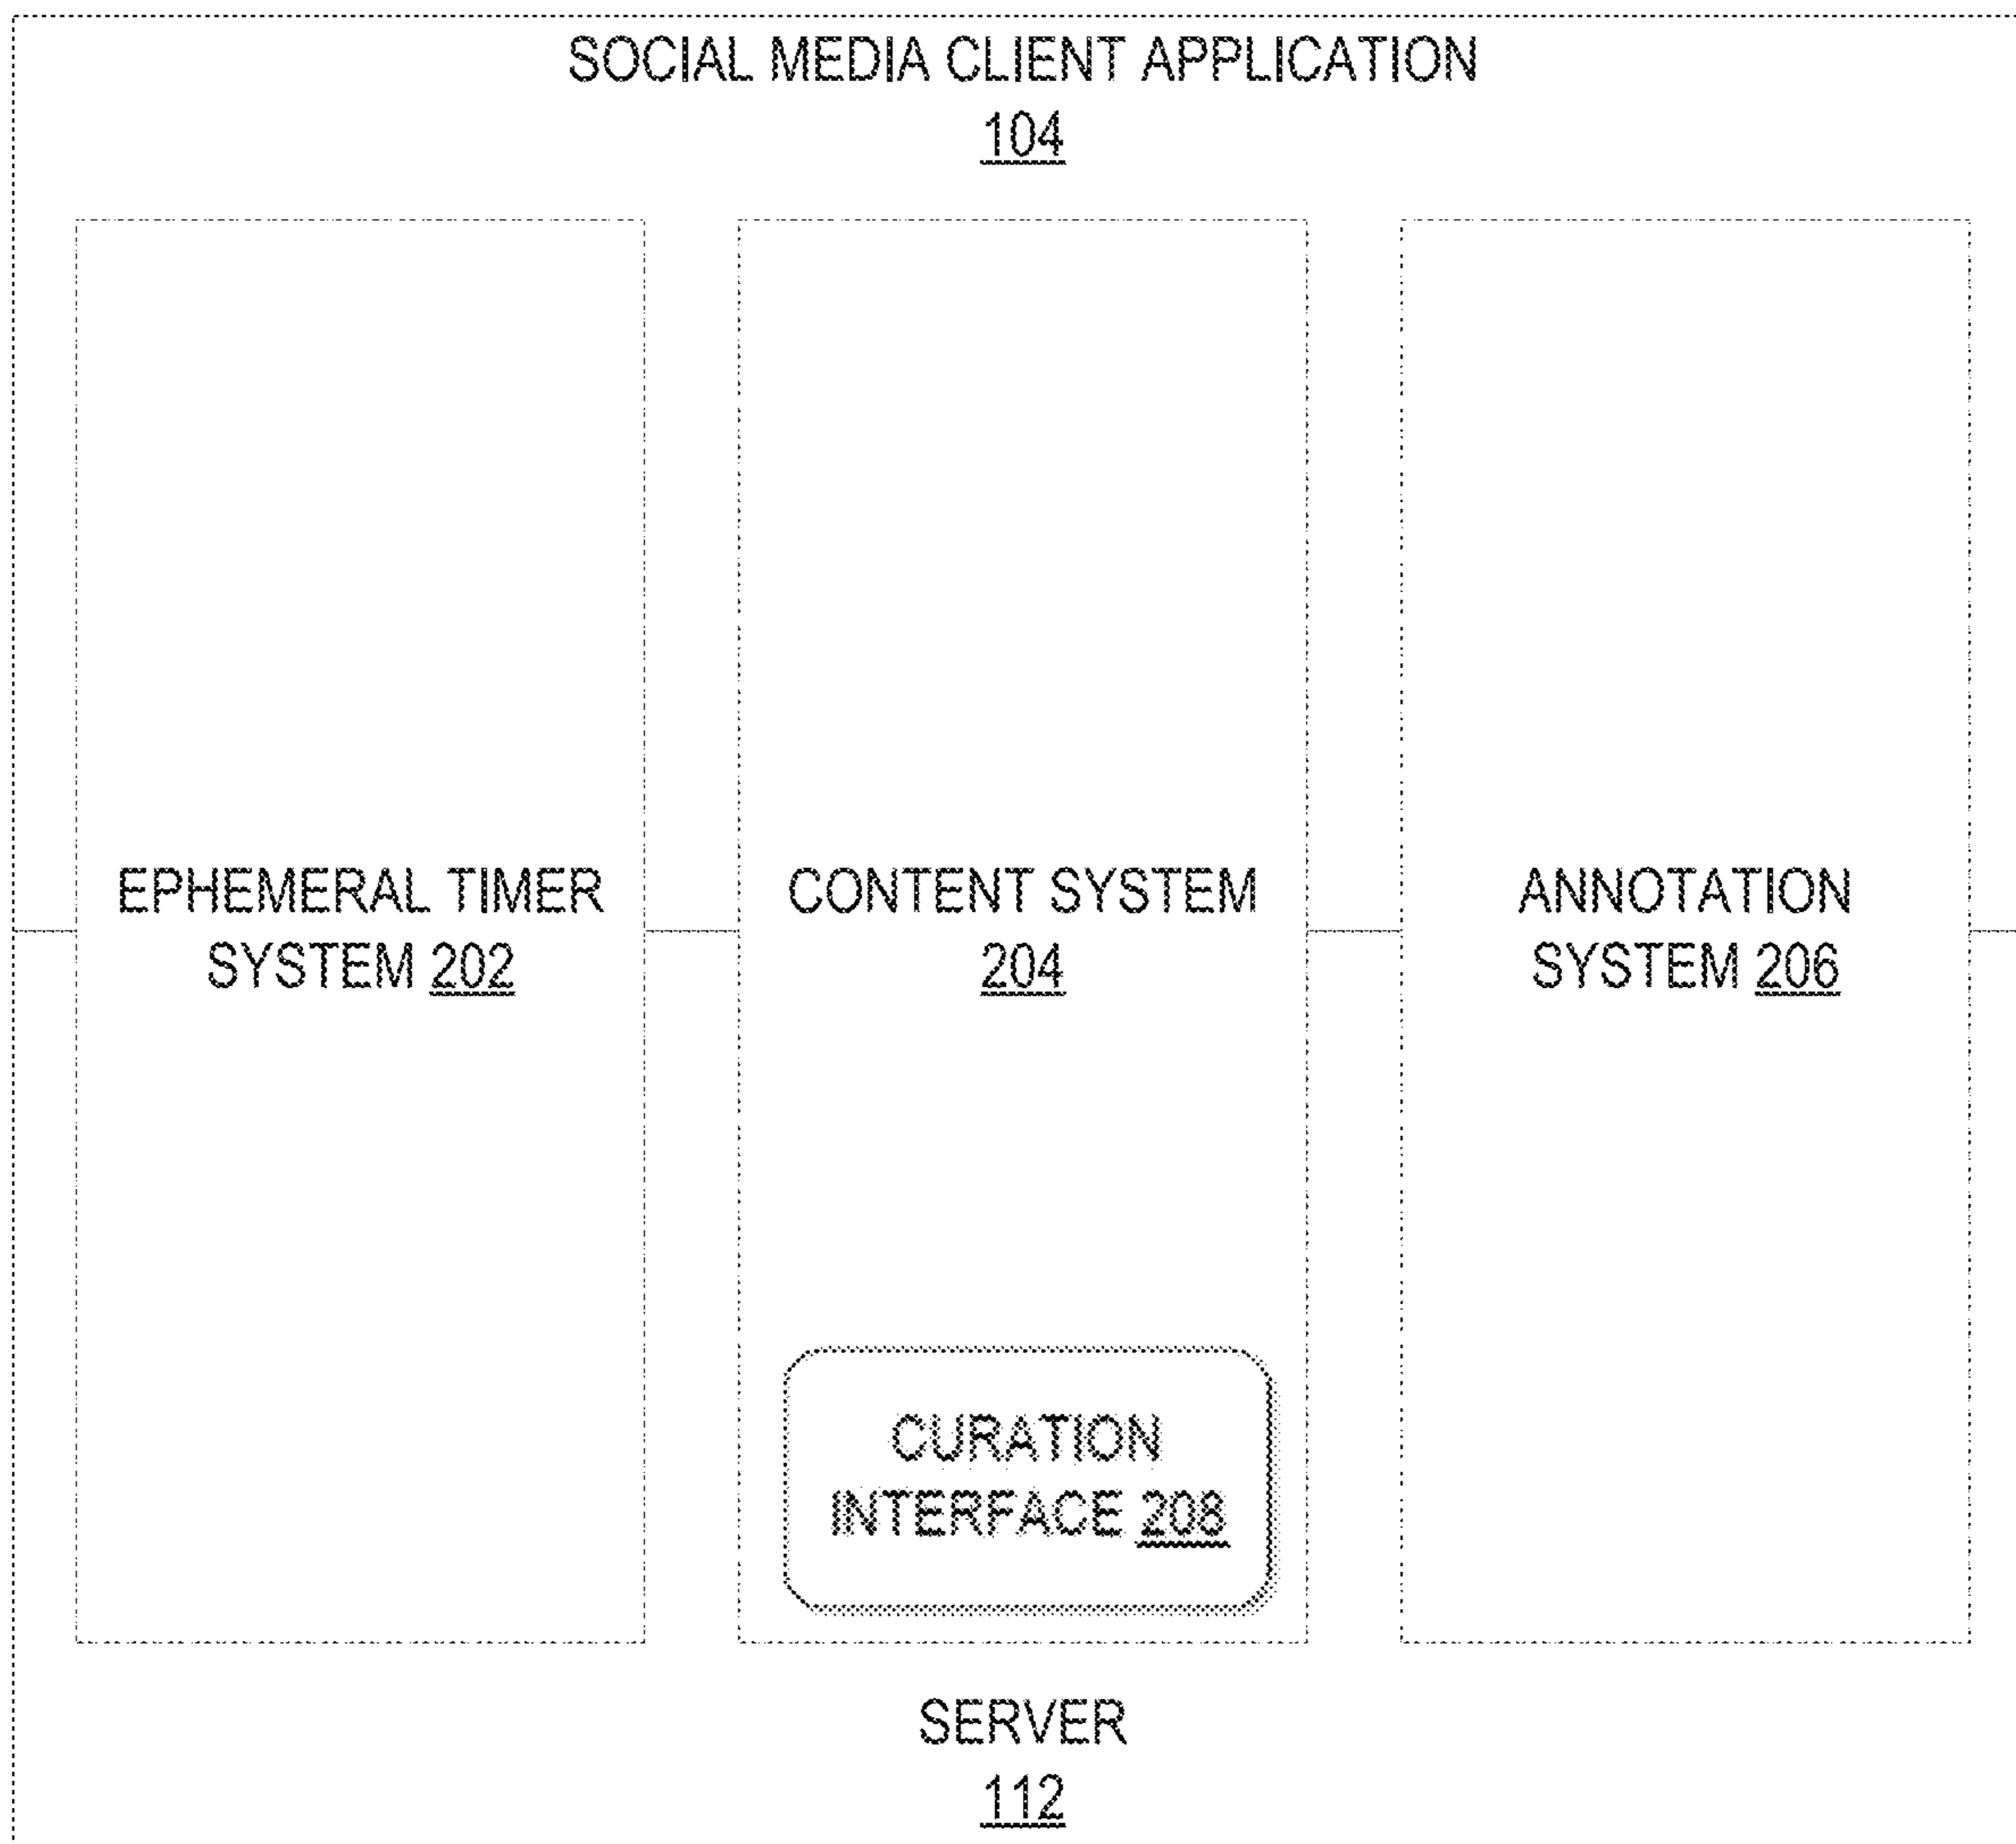 SOCIAL MEDIA CLIENT APPLICATION
104
EPHEMERAL TIMER
SYSTEM 202
CONTENT SYSTEM
204
ANNOTATION
SYSTEM 206
CURATION
INTERFACE 208
SERVER
112